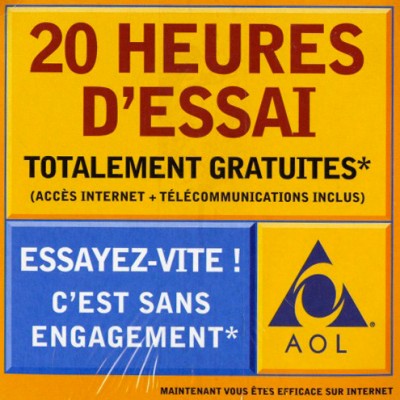 20 HEURES
D'ESSAI
TOTALEMENT GRATUITES*
(ACCÈS INTERNET + TÉLÉCOMMUNICATIONS INCLUS)
ESSAYEZ-VITE !
C'EST SANS
ENGAGEMENT*
AOL®
MAINTENANT VOUS ÊTES EFFICACE SUR INTERNET